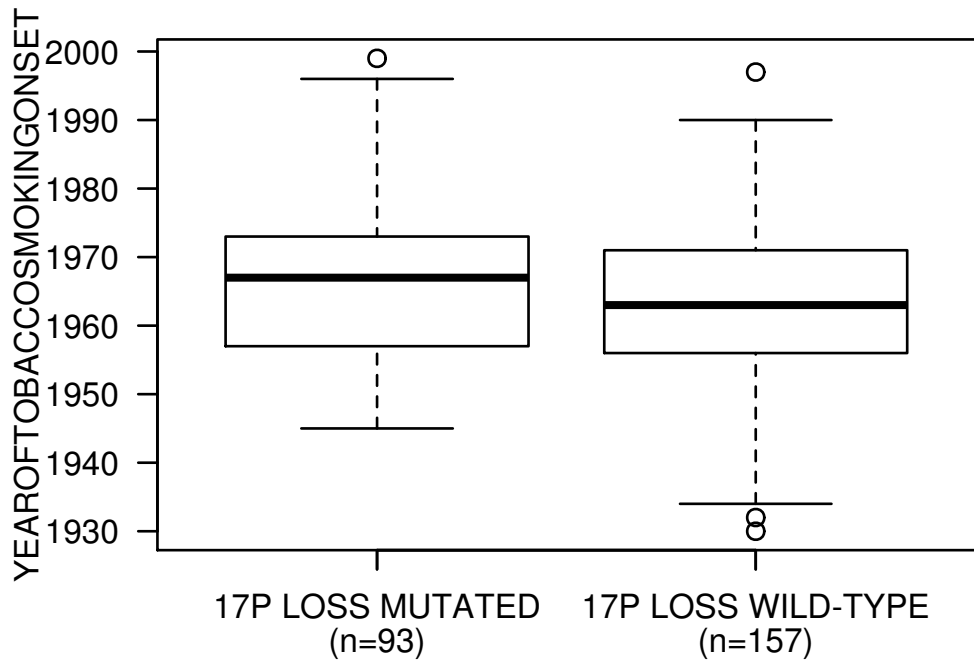 YEAROFTOBACCOSMOKINGONSET
2000
1990
1980
1970
1960
1950
1940
1930
17P LOSS MUTATED
(n=93)
17P LOSS WILD-TYPE
(n=157)